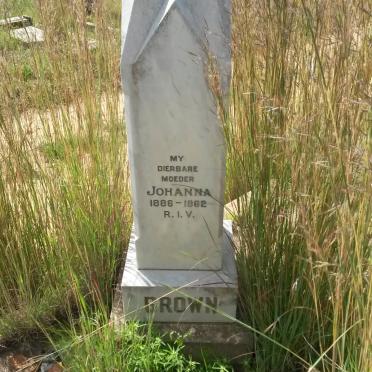 MY
DIERBARE
MOEDER
JOHANNA
1886-1962
R.I.V.
BROWN